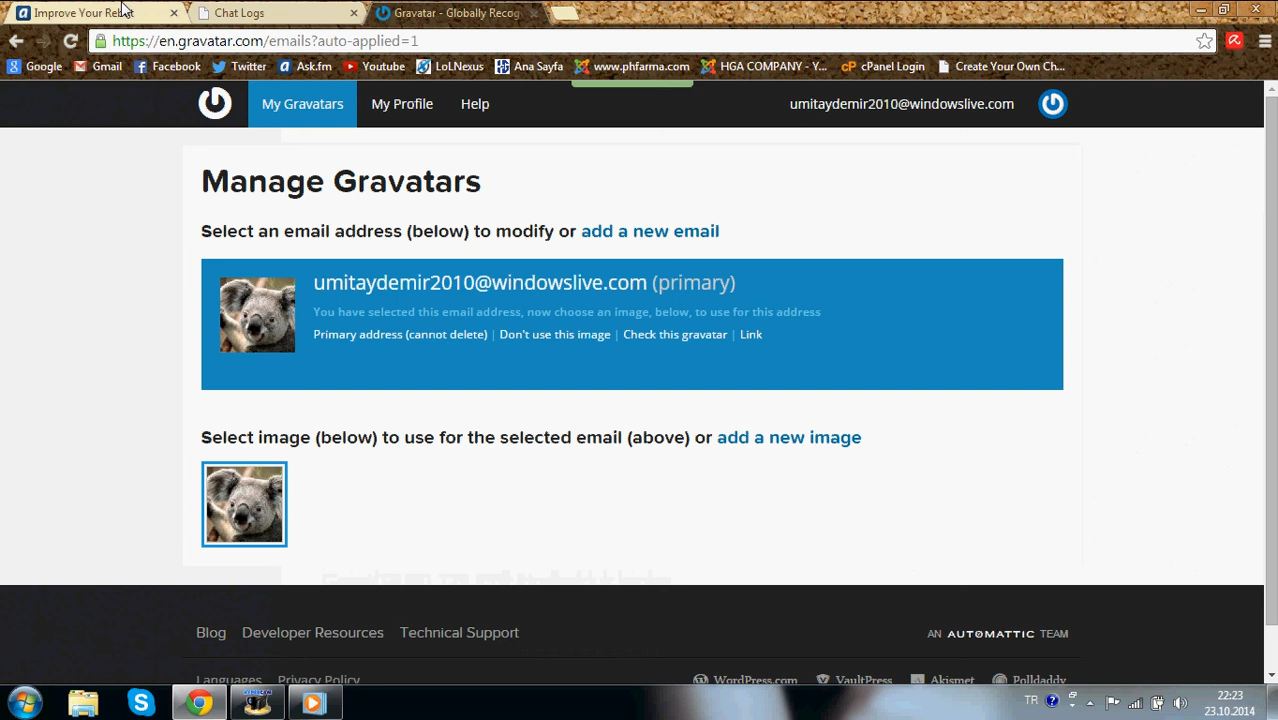 Improve Your Re
Chat Logs
Gravatar - Globally Recog
https://en.gravatar.com/emails?auto-applied=1
Google
Gmail
Facebook
Twitter
Ask.fm
Youtube
LoLNexus
Ana Sayfa
www.phfarma.com
HGA COMPANY - Y...
cPanel Login
Create Your Own Ch...
My Gravatars
My Profile
Help
umitaydemir2010@windowslive.com
Manage Gravatars
Select an email address (below) to modify or add a new email
umitaydemir2010@windowslive.com (primary)
You have selected this email address, now choose an image, below, to use for this address
Primary address (cannot delete) | Don't use this image | Check this gravatar | Link
Select image (below) to use for the selected email (above) or add a new image
Blog
Developer Resources
Technical Support
AN AUTOMATTIC TEAM
Languages
Privacy Policy
WordPress.com
VaultPress
Akismet
Polldaddy
TR
22:23
23.10.2014